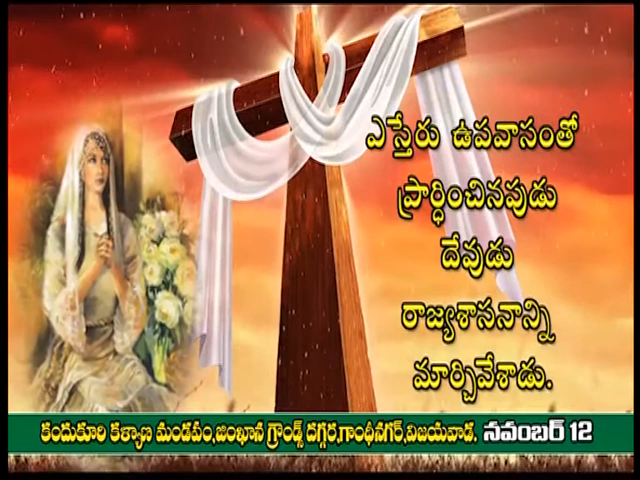 ఎస్తేరు ఉపవాసంతో
ప్రార్ధించినపుడు
దేవుడు
రాజ్యశాసనాన్ని
మార్చివేశాడు.
కందుకూరి కళ్యాణ మండపం,జింఖాన గ్రౌండ్స్ దగ్గర,గాంధీనగర్,విజయవాడ. నవంబర్ 12